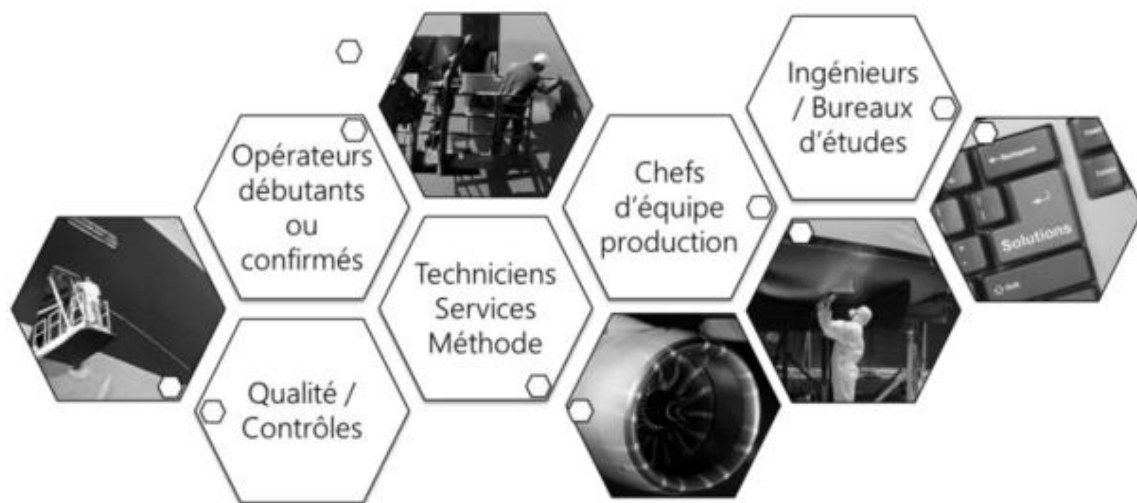 Opérateurs
débutants
ou
confirmés
Qualité /
Contrôles
Techniciens
Services
Méthode
Chefs
d'équipe
production
Ingénieurs
/ Bureaux
d'études
Solutions